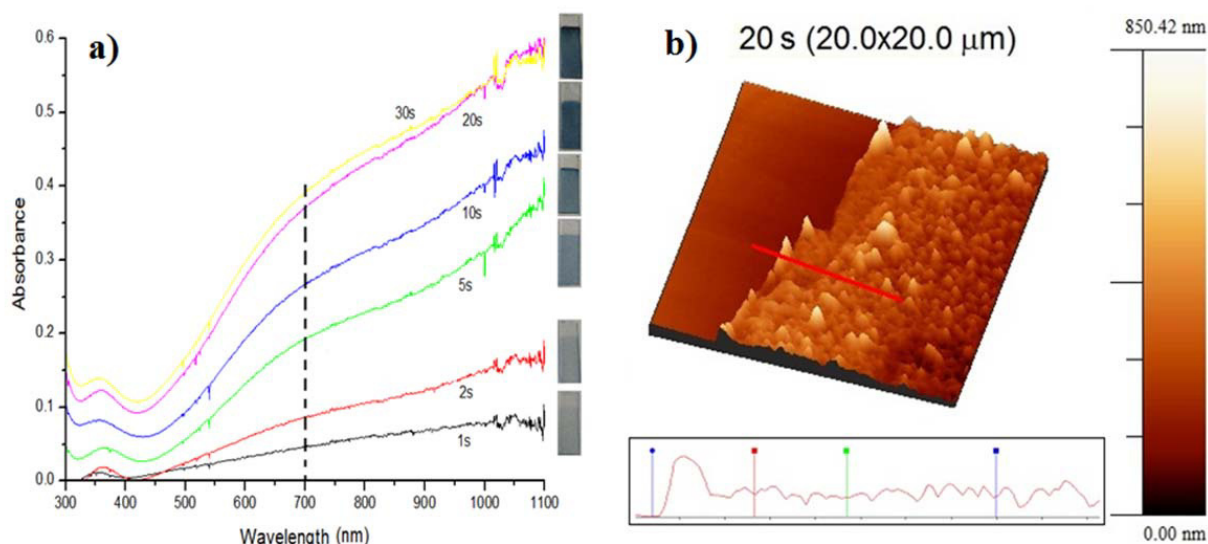 a)
0.6
0.5
0.4
0.3
0.2
0.1
0.0
Absorbance
30s
20s
10s
5s
2s
1s
300 400 500 600 700 800 900 1000 1100
Wavelength (nm)
b)
20 s (20.0x20.0 μm)
850.42 nm
0.00 nm